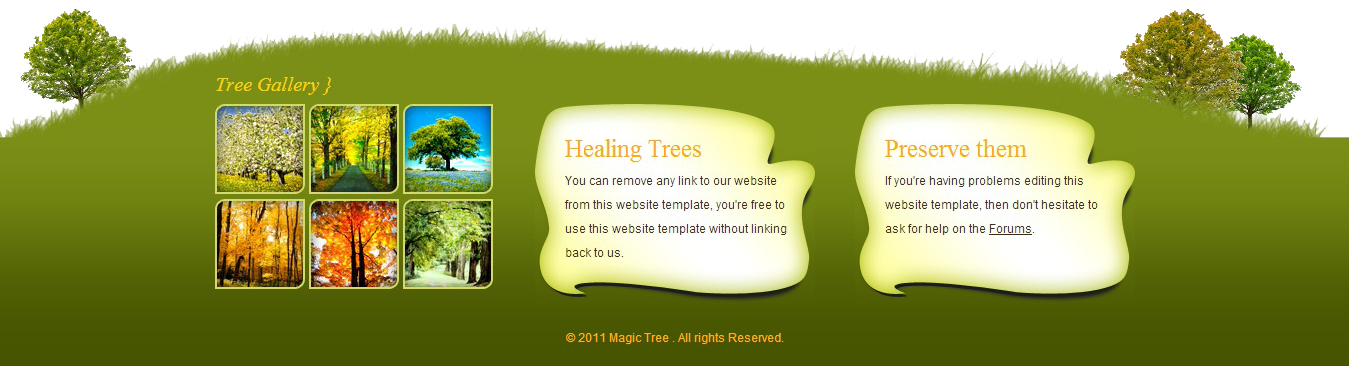 Tree Gallery }
Healing Trees
You can remove any link to our website
from this website template, you're free to
use this website template without linking
back to us.
Preserve them
If you're having problems editing this
website template, then don't hesitate to
ask for help on the Forums.
© 2011 Magic Tree . All rights Reserved.